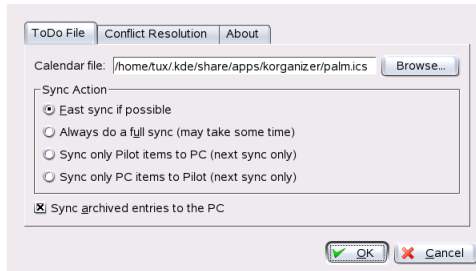 ToDo File Conflict Resolution About
Calendar file: /home/tux/.kde/share/apps/korganizer/palm.ics Browse...
Sync Action
Fast sync if possible
Always do a full sync (may take some time)
Sync only Pilot items to PC (next sync only)
Sync only PC items to Pilot (next sync only)
Sync archived entries to the PC
OK Cancel